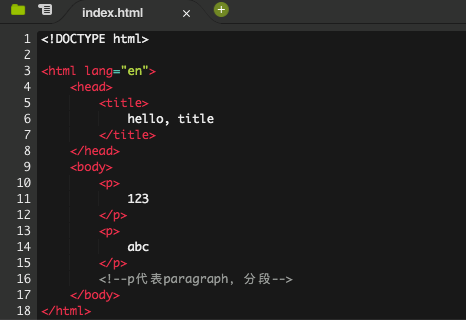 index.html
1 <!DOCTYPE html>
2
3 <html lang="en">
4 <head>
5 <title>
6 hello, title
7 </title>
8 </head>
9 <body>
10 <p>
11 123
12 </p>
13 <p>
14 abc
15 </p>
16 <!--p代表paragraph, 分段-->
17 </body>
18 </html>